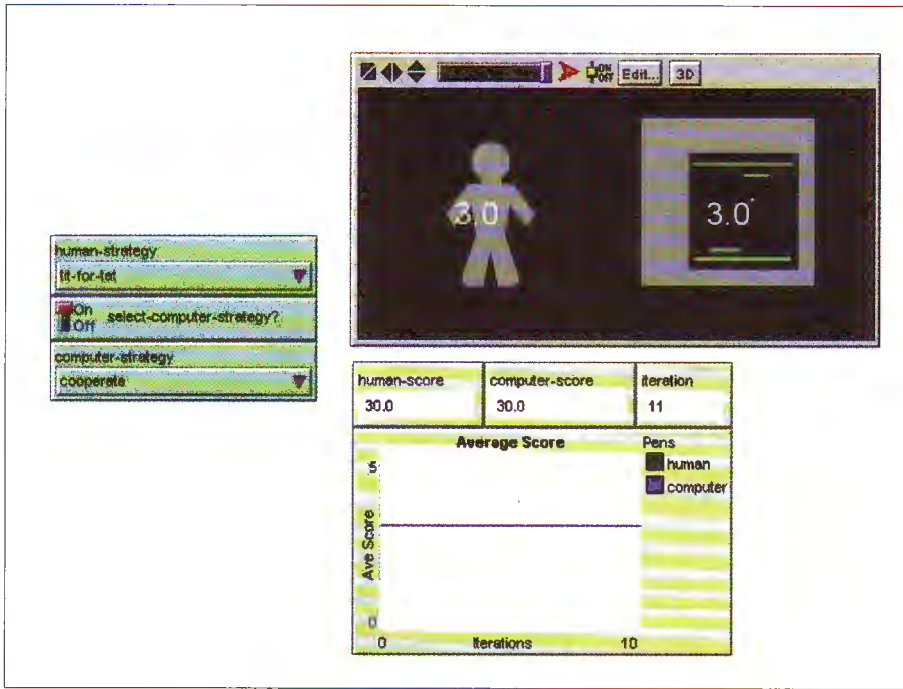 ON
OFF
Edit...
3D
3.0
3.0
human-strategy
tit-for-tat
On
Off
select-computer-strategy?
computer-strategy
cooperate
human-score
30.0
computer-score
30.0
iteration
11
Average Score
Pens
human
computer
5
Ave Score
0
0
Iterations
10